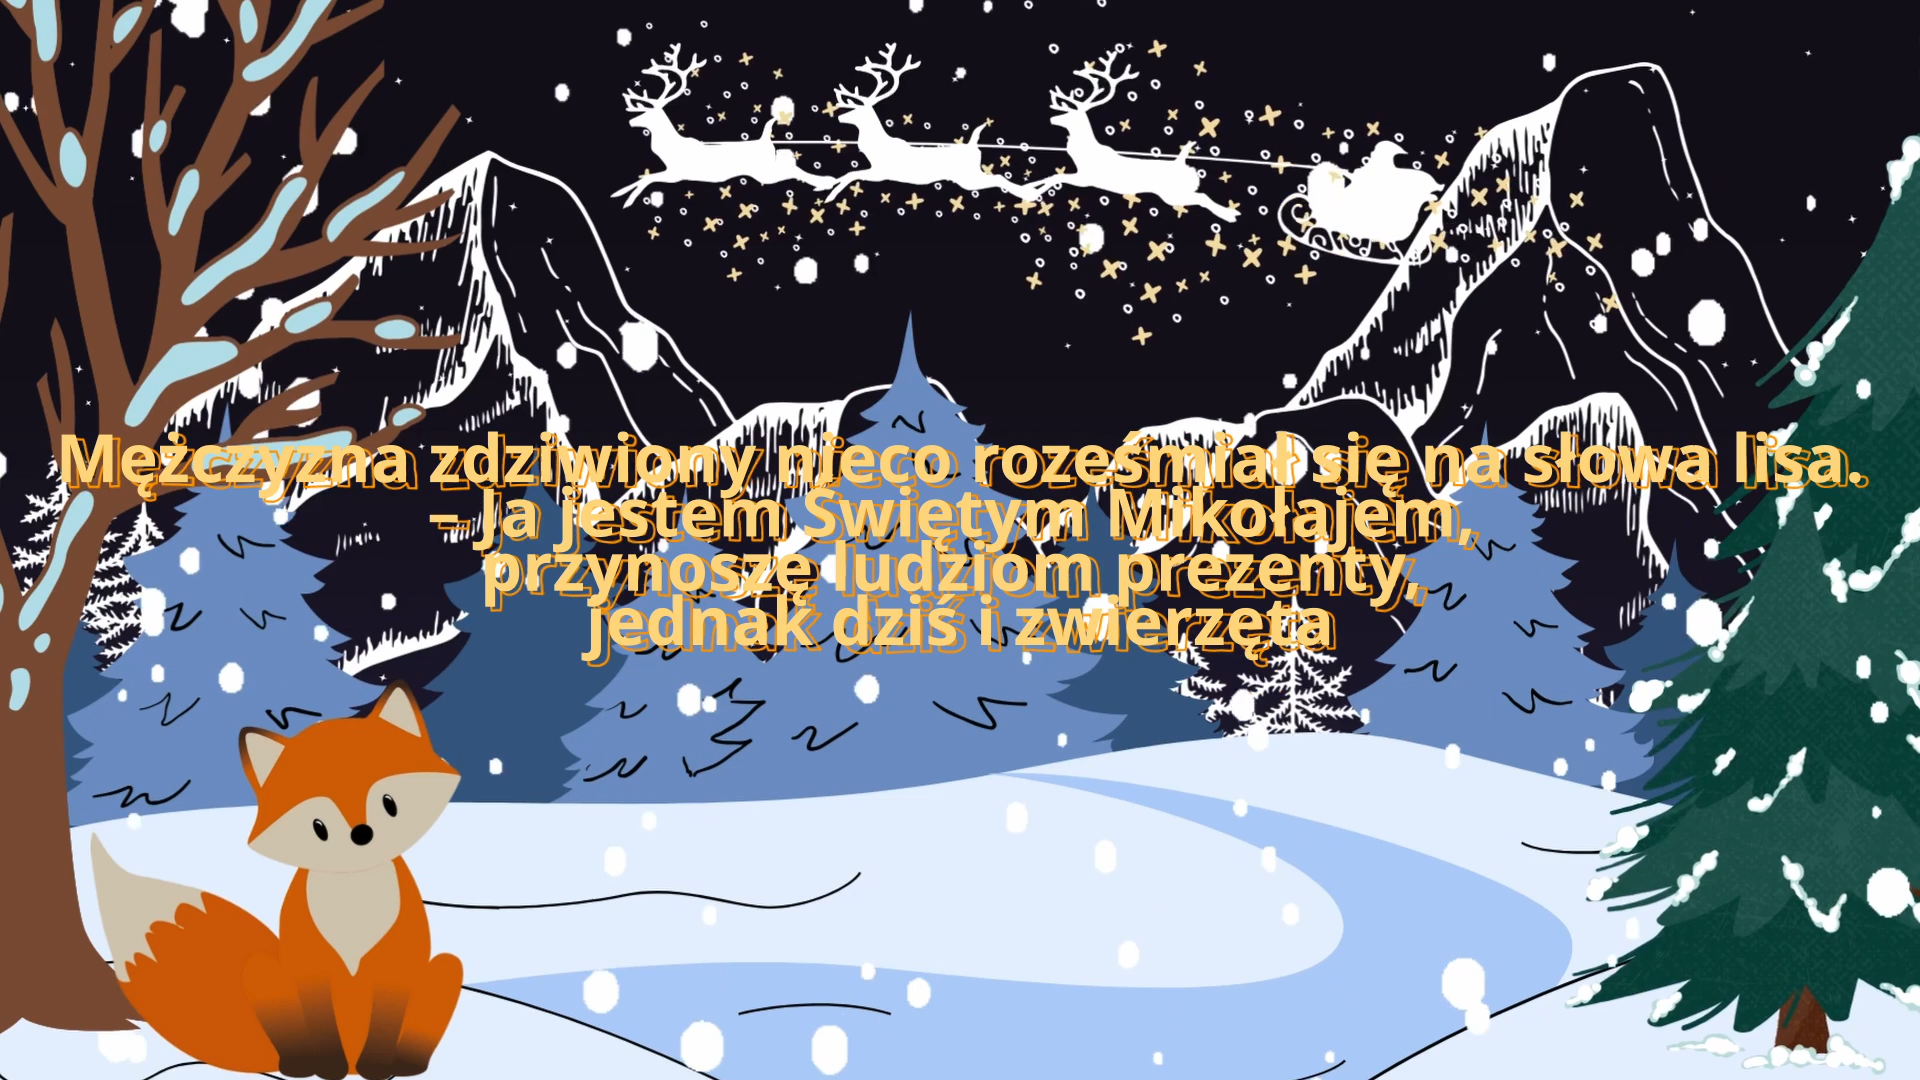 Mężczyzna zdziwiony nieco roześmiał się na słowa lisa.
– Ja jestem Świętym Mikołajem,
przynoszę ludziom prezenty,
jednak dziś i zwierzęta